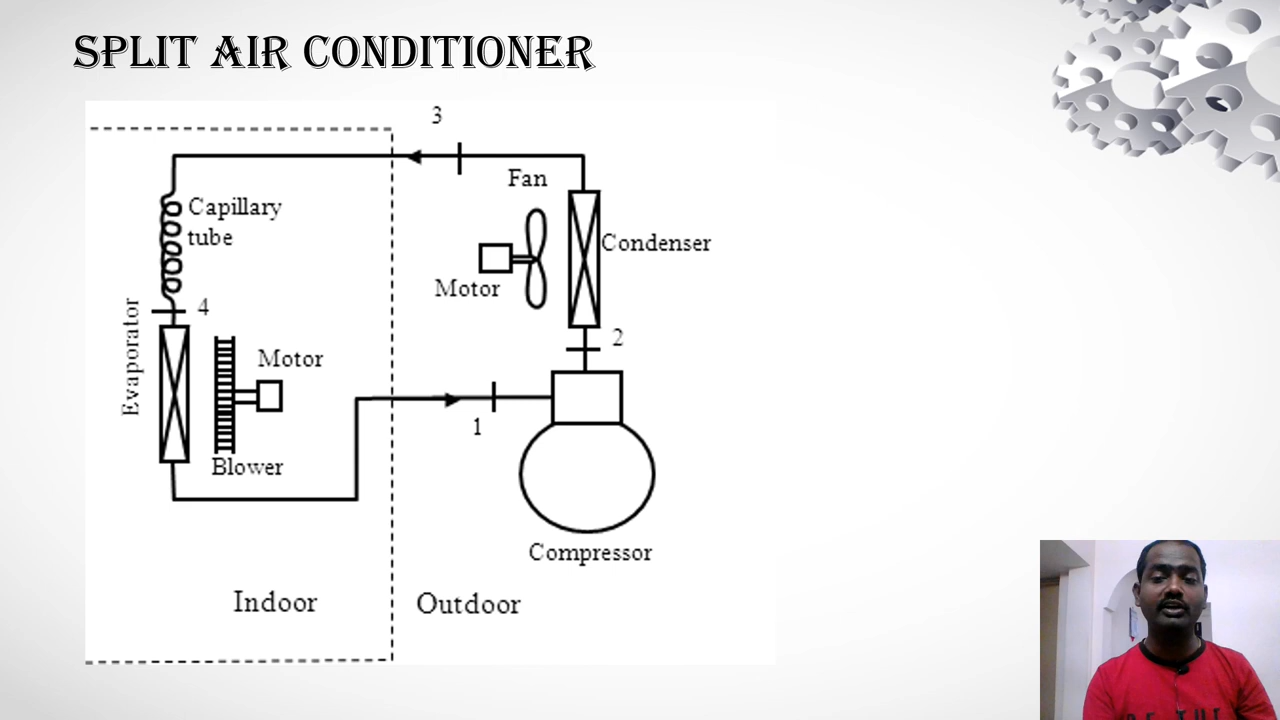 SPLIT AIR CONDITIONER
3
Fan
Capillary
tube
Condenser
Motor
4
2
Evaporator
Motor
1
Blower
Compressor
Indoor
Outdoor